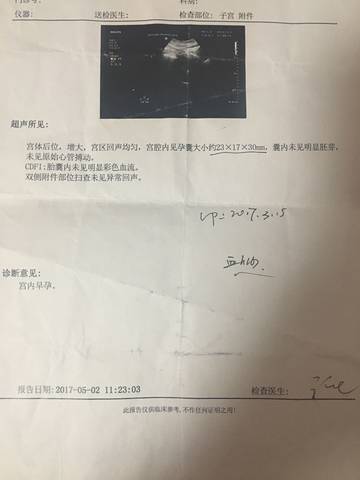 仪器:　送检医生:　检查部位: 子宫 附件
超声所见:
宫体后位，增大，宫区回声均匀，宫腔内见孕囊大小约23×17×30mm，囊内未见明显胚芽，
未见原始心管搏动。
CDFI:胎囊内未见明显彩色血流。
双侧附件部位扫查未见异常回声。
2017.3.15
诊断意见:
宫内早孕。
报告日期:2017-05-02 11:23:03　检查医生:
此报告仅供临床参考,不作任何证明之用!